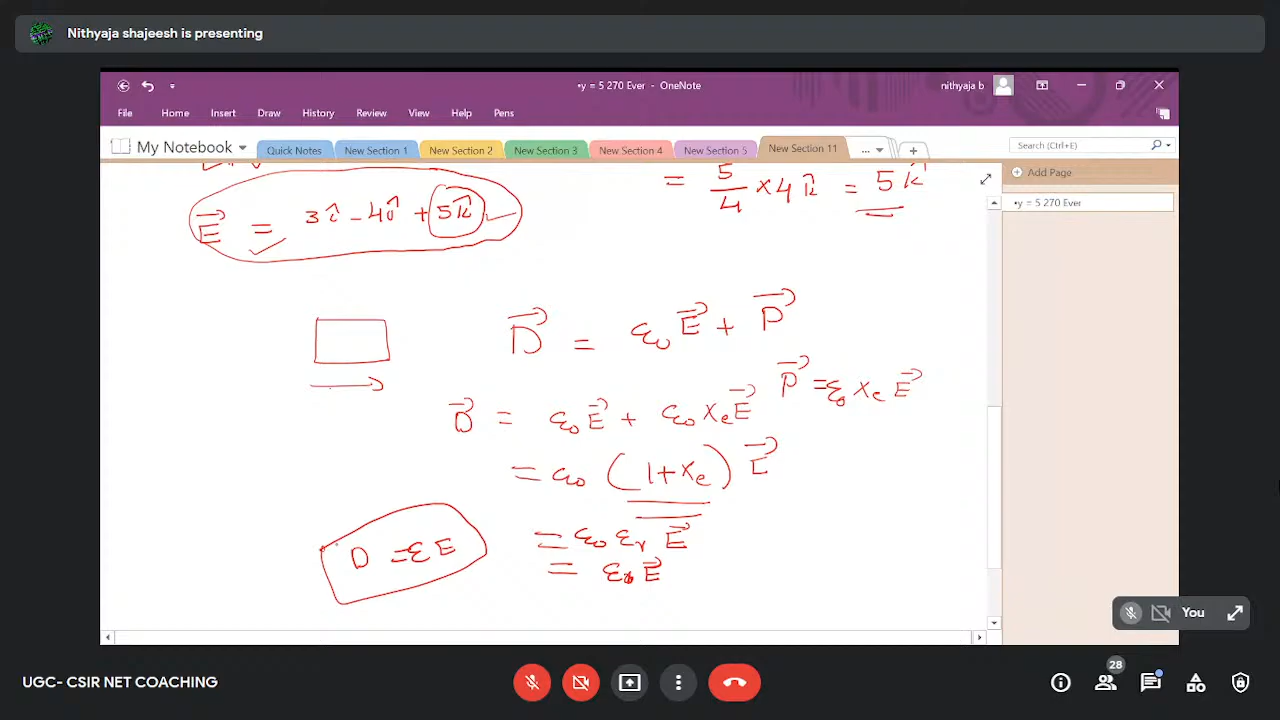 Nithyaja shajeesh is presenting
•y = 5 270 Ever - OneNote
nithyaja b
File Home Insert Draw History Review View Help Pens
My Notebook
Quick Notes New Section 1 New Section 2 New Section 3 New Section 4 New Section 5 New Section 11 ...
Search (Ctrl+E)
Add Page
•y = 5 270 Ever
= 5/4 × 4k̂ = 5k̂
E⃗ = 3î - 4ĵ + 5k̂
D⃗ = ε₀E⃗ + P⃗
P⃗ = ε₀ χe E⃗
D⃗ = ε₀E⃗ + ε₀ χe E⃗
= ε₀ (1+χe) E⃗
= ε₀ εr E⃗
D = εE
You
28
UGC- CSIR NET COACHING